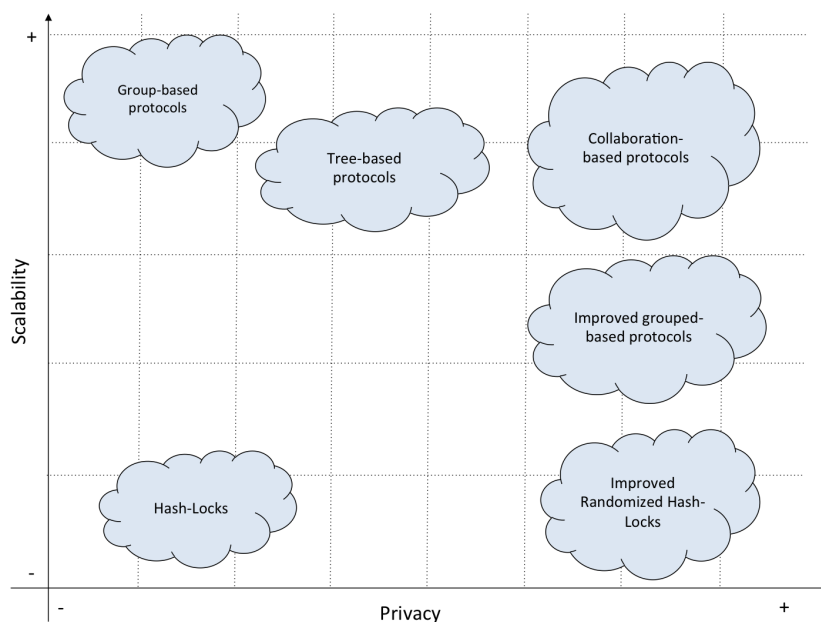 +
Group-based
protocols
Tree-based
protocols
Collaboration-
based protocols
Scalability
Improved grouped-
based protocols
Hash-Locks
Improved
Randomized Hash-
Locks
-
-
+
Privacy